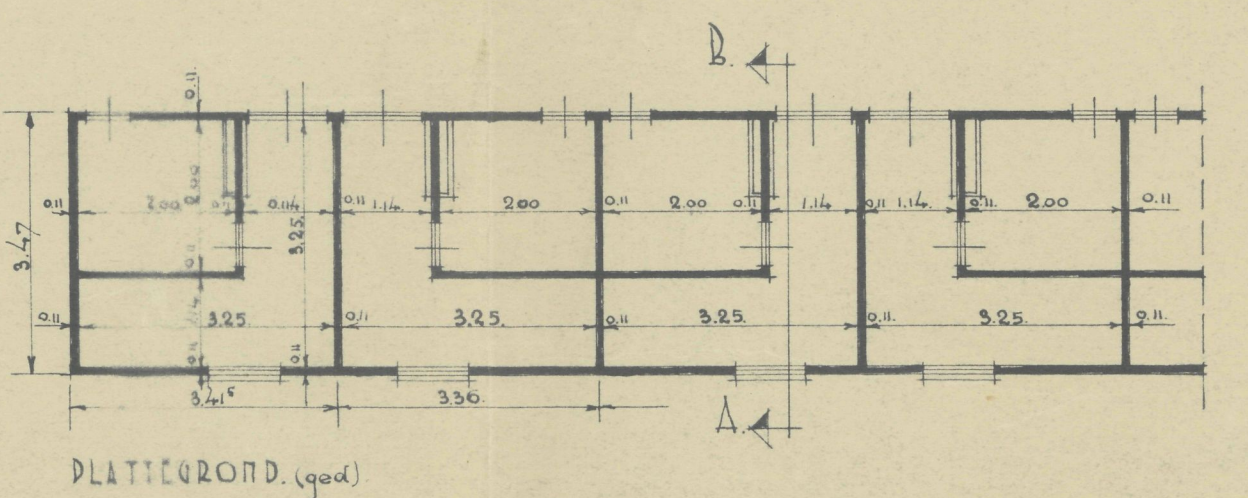 B.
0.11.
0.11 2.00 0.114 0.11 1.14. 2.00 0.11 2.00 0.11 1.14 0.11 1.14. 0.11. 2.00 0.11
2.00
3.25.
3.47
0.11
0.11 3.25. 0.11 3.25. 0.11 3.25. 0.11. 3.25. 0.11.
0.11 0.11
3.41⁵ 3.36.
A.
PLATTEGROND. (ged)